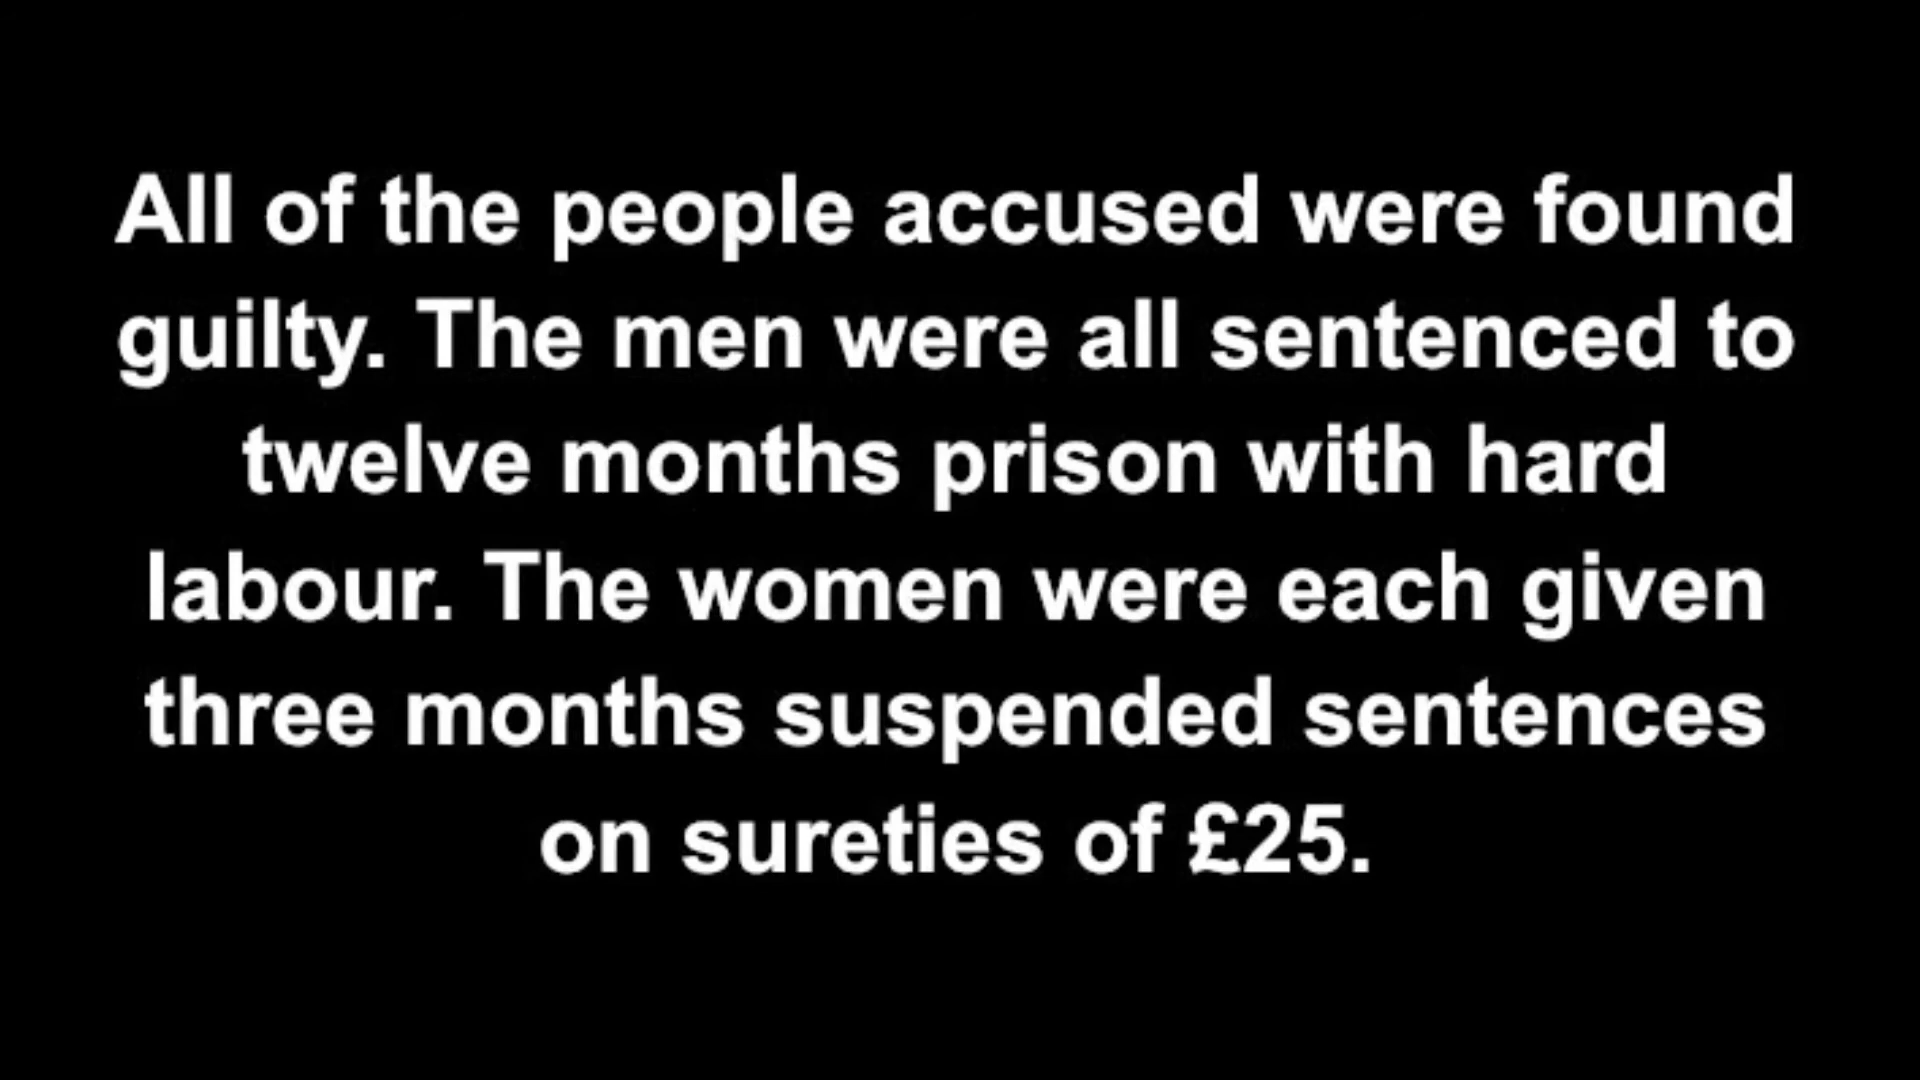 All of the people accused were found
guilty. The men were all sentenced to
twelve months prison with hard
labour. The women were each given
three months suspended sentences
on sureties of £25.